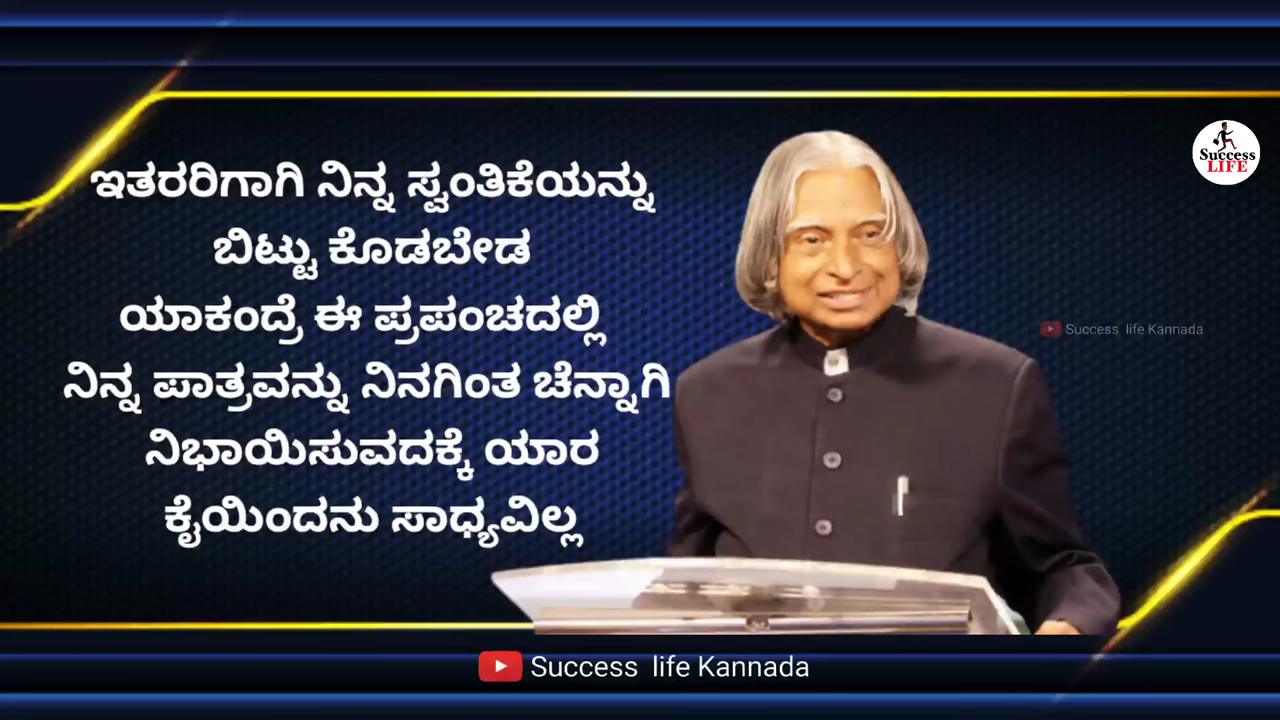 ಇತರರಿಗಾಗಿ ನಿನ್ನ ಸ್ವಂತಿಕೆಯನ್ನು
ಬಿಟ್ಟು ಕೊಡಬೇಡ
ಯಾಕಂದ್ರೆ ಈ ಪ್ರಪಂಚದಲ್ಲಿ
ನಿನ್ನ ಪಾತ್ರವನ್ನು ನಿನಗಿಂತ ಚೆನ್ನಾಗಿ
ನಿಭಾಯಿಸುವದಕ್ಕೆ ಯಾರ
ಕೈಯಿಂದನು ಸಾಧ್ಯವಿಲ್ಲ
Success
LIFE
Success life Kannada
Success life Kannada